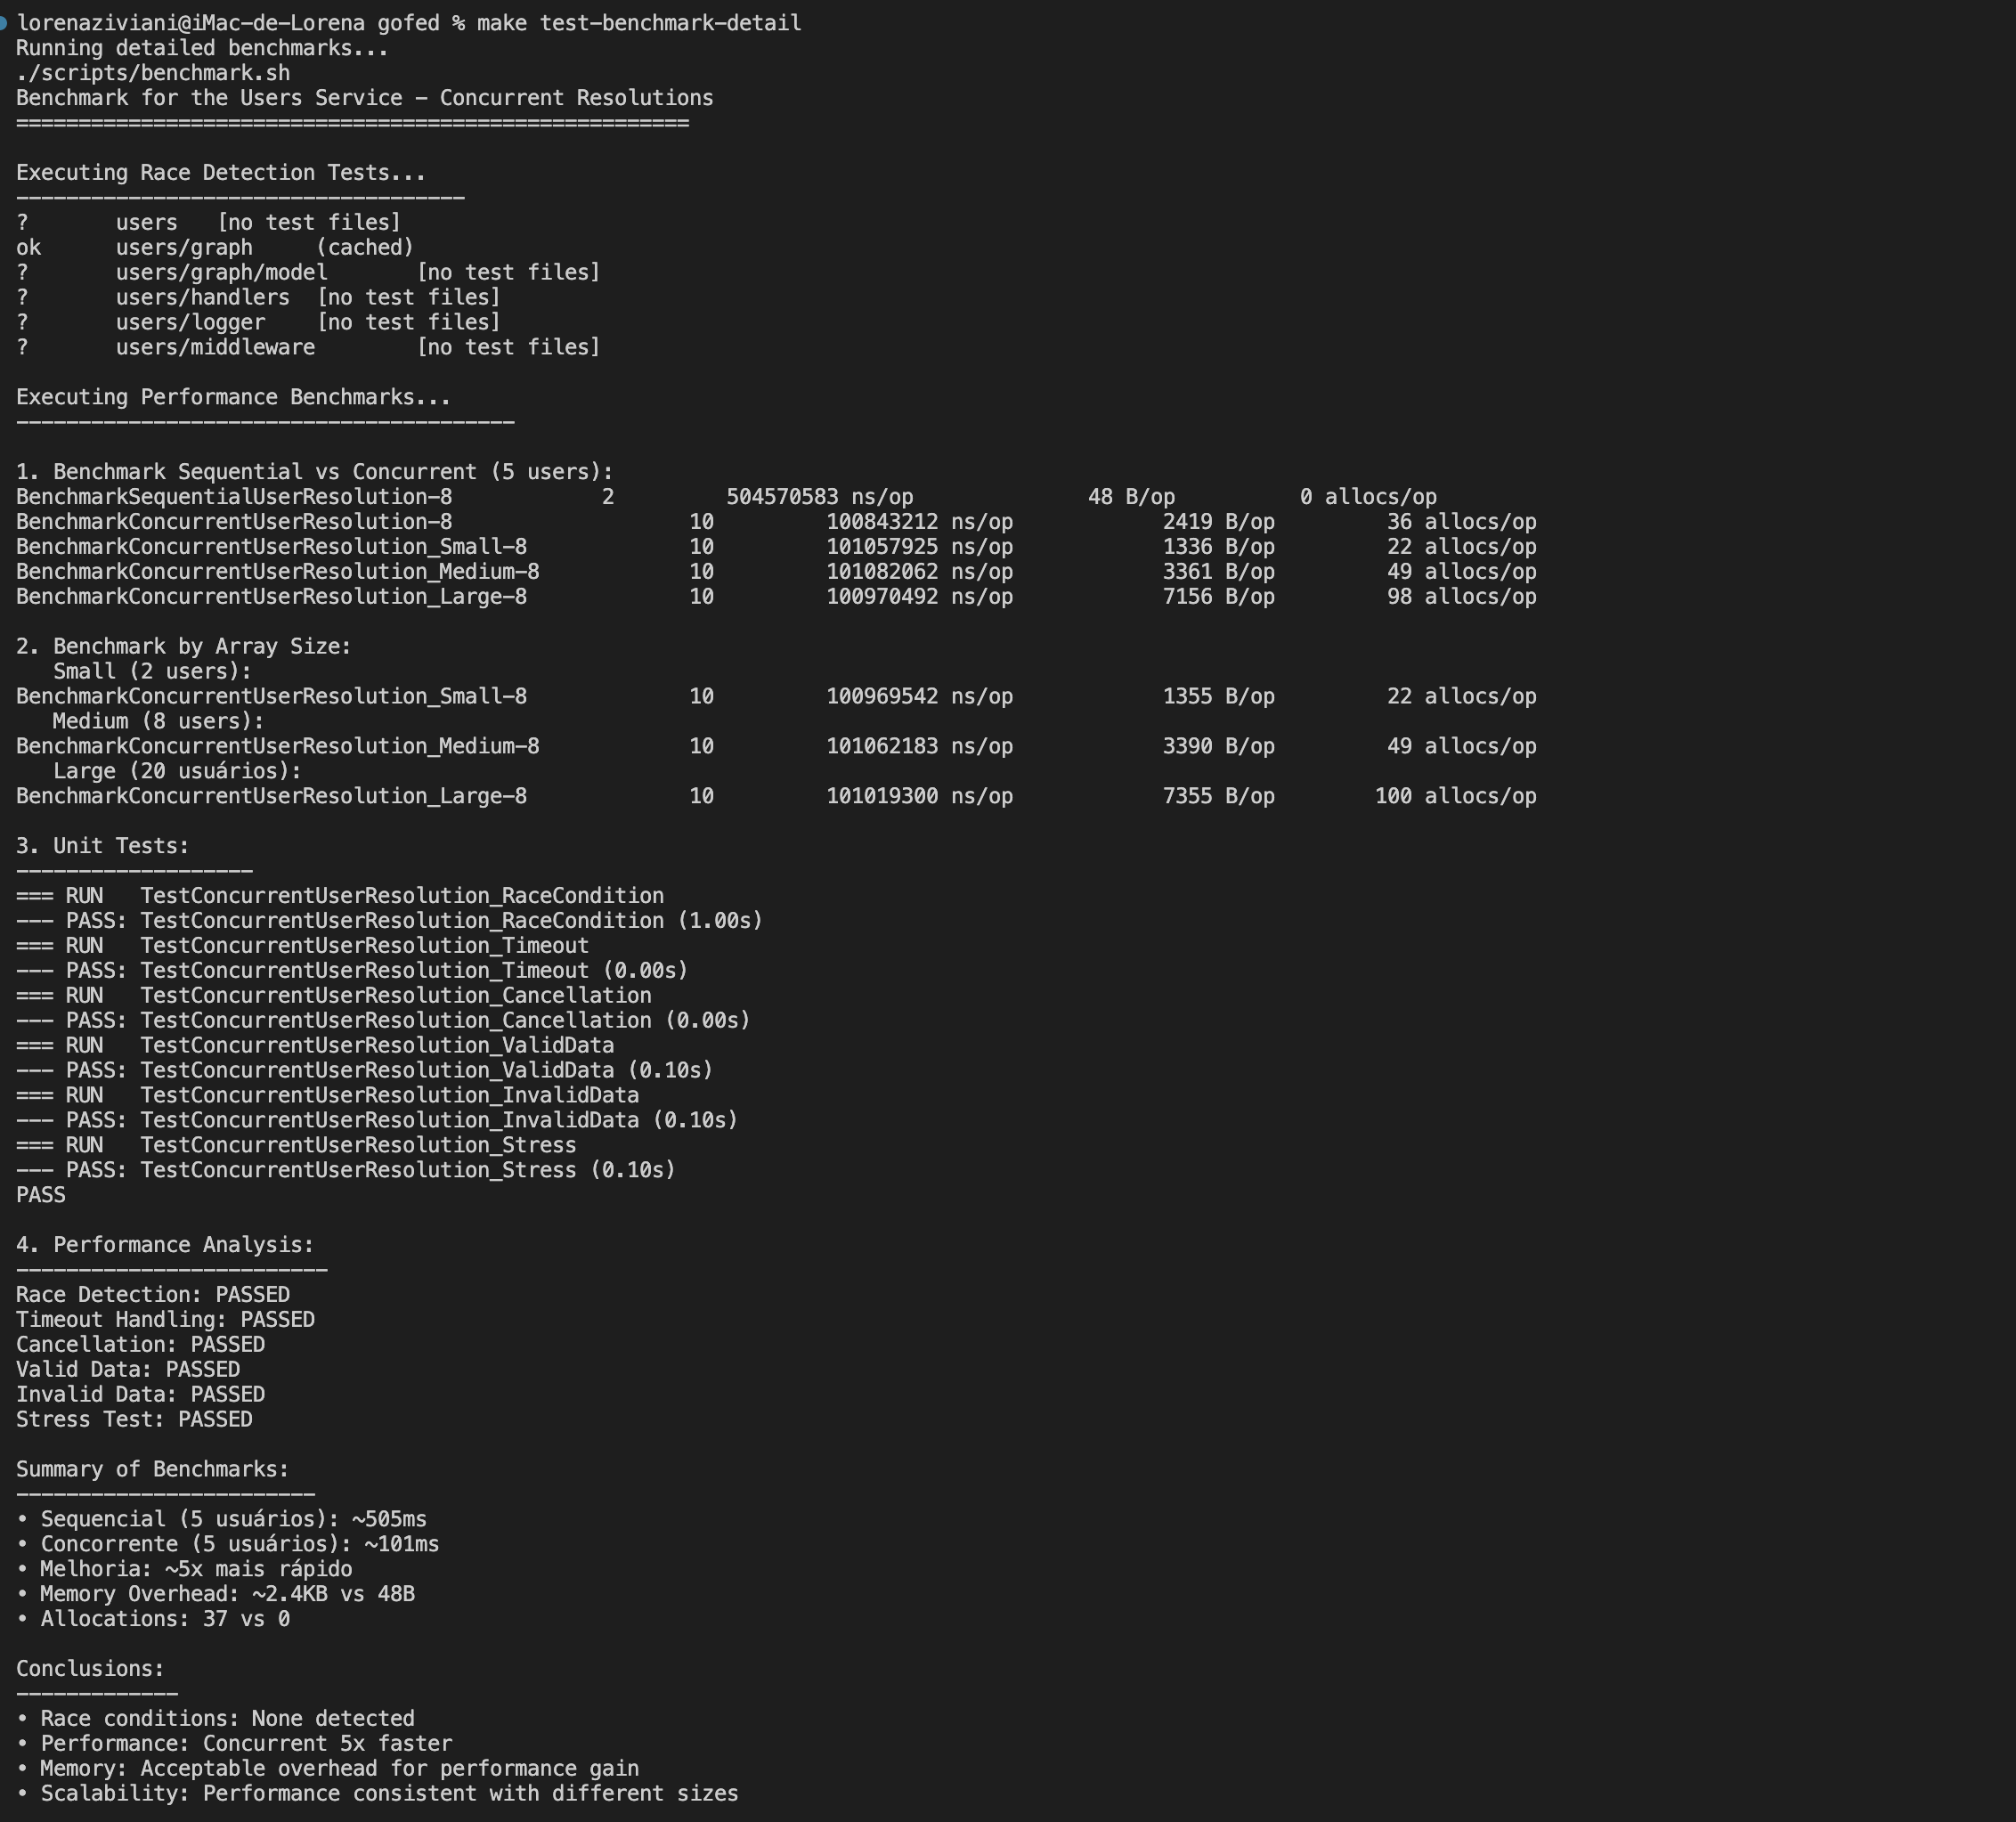 lorenaziviani@iMac-de-Lorena gofed % make test-benchmark-detail
Running detailed benchmarks...
./scripts/benchmark.sh
Benchmark for the Users Service - Concurrent Resolutions
======================================================

Executing Race Detection Tests...
------------------------------------
?       users   [no test files]
ok      users/graph     (cached)
?       users/graph/model       [no test files]
?       users/handlers  [no test files]
?       users/logger    [no test files]
?       users/middleware        [no test files]

Executing Performance Benchmarks...
----------------------------------------

1. Benchmark Sequential vs Concurrent (5 users):
BenchmarkSequentialUserResolution-8            2         504570583 ns/op              48 B/op          0 allocs/op
BenchmarkConcurrentUserResolution-8                   10         100843212 ns/op            2419 B/op         36 allocs/op
BenchmarkConcurrentUserResolution_Small-8             10         101057925 ns/op            1336 B/op         22 allocs/op
BenchmarkConcurrentUserResolution_Medium-8            10         101082062 ns/op            3361 B/op         49 allocs/op
BenchmarkConcurrentUserResolution_Large-8             10         100970492 ns/op            7156 B/op         98 allocs/op

2. Benchmark by Array Size:
   Small (2 users):
BenchmarkConcurrentUserResolution_Small-8             10         100969542 ns/op            1355 B/op         22 allocs/op
   Medium (8 users):
BenchmarkConcurrentUserResolution_Medium-8            10         101062183 ns/op            3390 B/op         49 allocs/op
   Large (20 usuários):
BenchmarkConcurrentUserResolution_Large-8             10         101019300 ns/op            7355 B/op        100 allocs/op

3. Unit Tests:
-------------------
=== RUN   TestConcurrentUserResolution_RaceCondition
--- PASS: TestConcurrentUserResolution_RaceCondition (1.00s)
=== RUN   TestConcurrentUserResolution_Timeout
--- PASS: TestConcurrentUserResolution_Timeout (0.00s)
=== RUN   TestConcurrentUserResolution_Cancellation
--- PASS: TestConcurrentUserResolution_Cancellation (0.00s)
=== RUN   TestConcurrentUserResolution_ValidData
--- PASS: TestConcurrentUserResolution_ValidData (0.10s)
=== RUN   TestConcurrentUserResolution_InvalidData
--- PASS: TestConcurrentUserResolution_InvalidData (0.10s)
=== RUN   TestConcurrentUserResolution_Stress
--- PASS: TestConcurrentUserResolution_Stress (0.10s)
PASS

4. Performance Analysis:
-------------------------
Race Detection: PASSED
Timeout Handling: PASSED
Cancellation: PASSED
Valid Data: PASSED
Invalid Data: PASSED
Stress Test: PASSED

Summary of Benchmarks:
------------------------
• Sequencial (5 usuários): ~505ms
• Concorrente (5 usuários): ~101ms
• Melhoria: ~5x mais rápido
• Memory Overhead: ~2.4KB vs 48B
• Allocations: 37 vs 0

Conclusions:
-------------
• Race conditions: None detected
• Performance: Concurrent 5x faster
• Memory: Acceptable overhead for performance gain
• Scalability: Performance consistent with different sizes